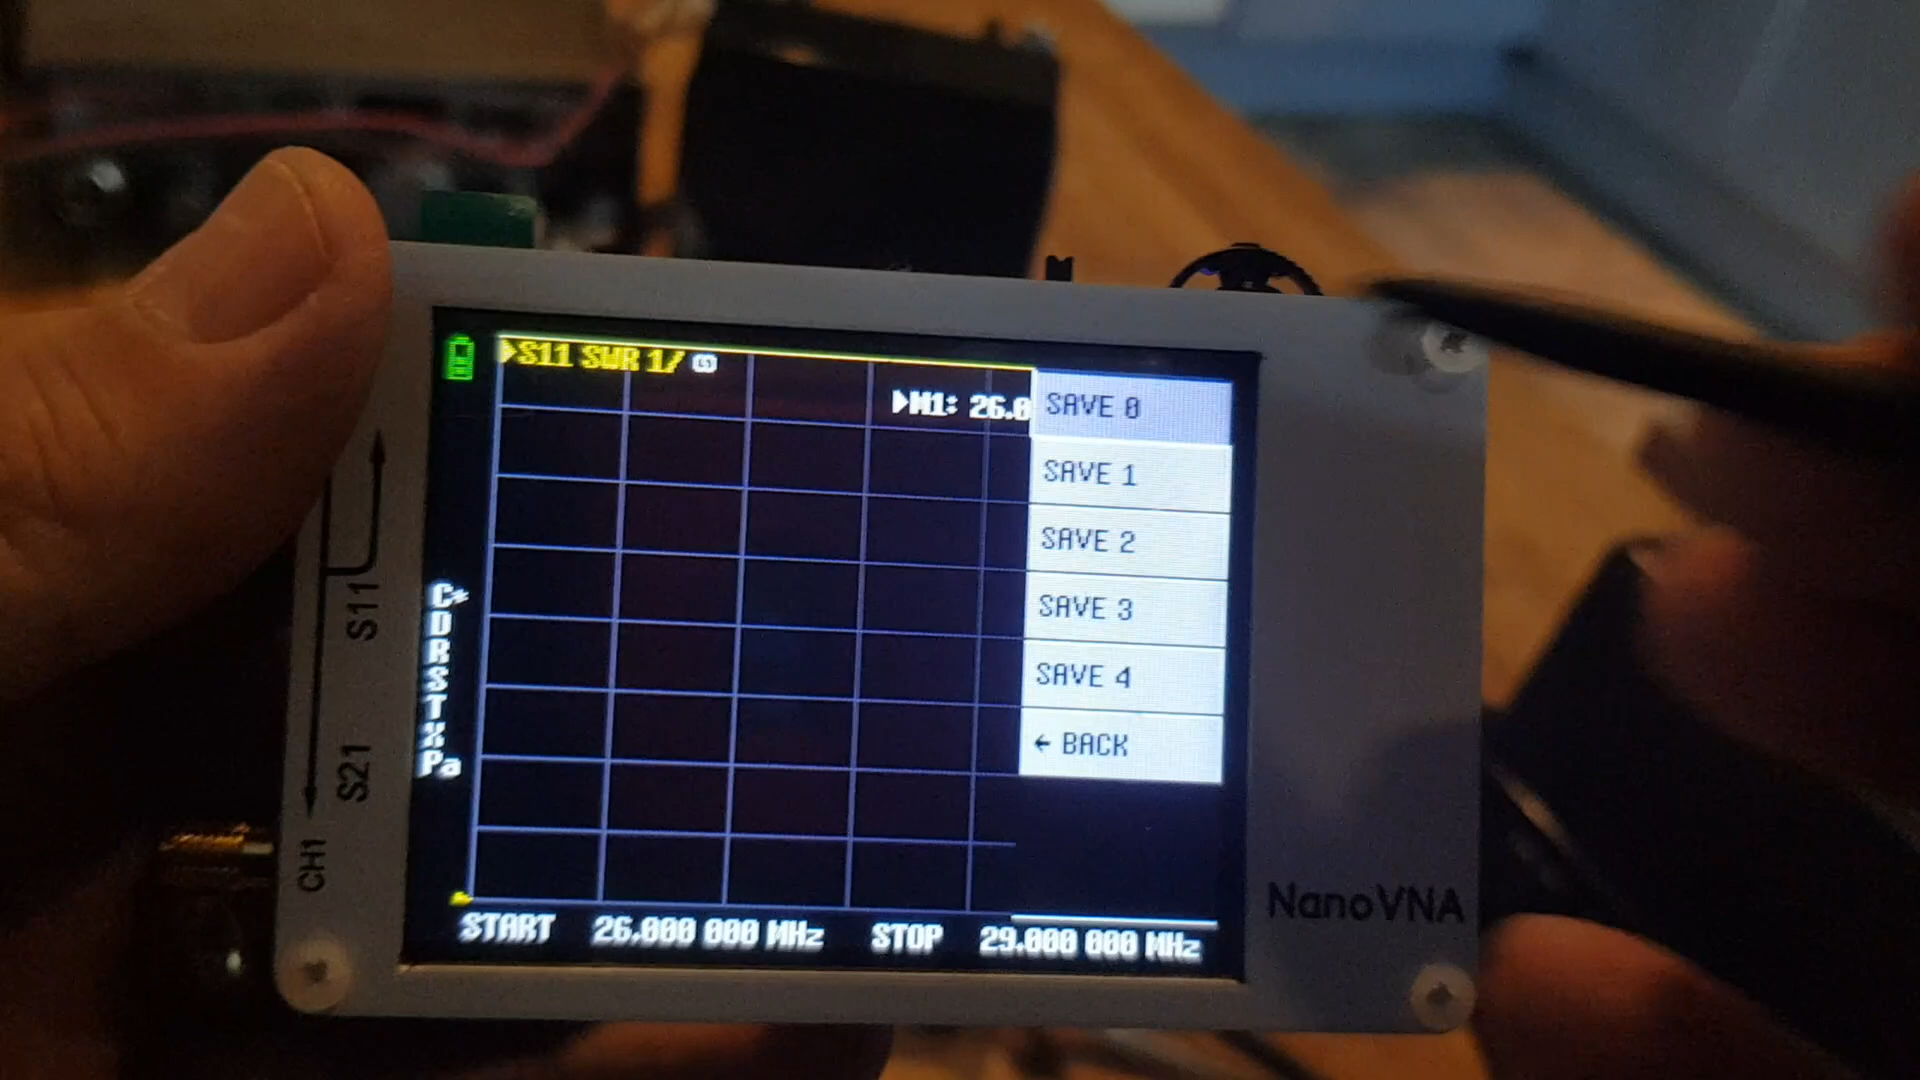 S11 SWR 1/
M1: 26.0
SAVE 0
SAVE 1
SAVE 2
SAVE 3
SAVE 4
← BACK
C*
D
R
S
T
X
Pa
START 26.000 000 MHz STOP 29.000 000 MHz
S11
S21
CH1
NanoVNA